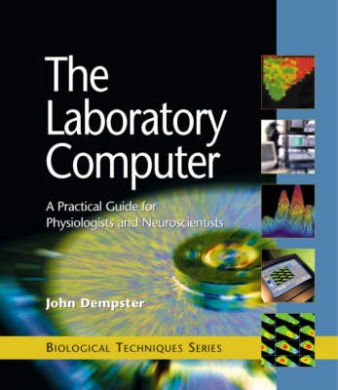 The
Laboratory
Computer
A Practical Guide for
Physiologists and Neuroscientists
John Dempster
BIOLOGICAL TECHNIQUES SERIES